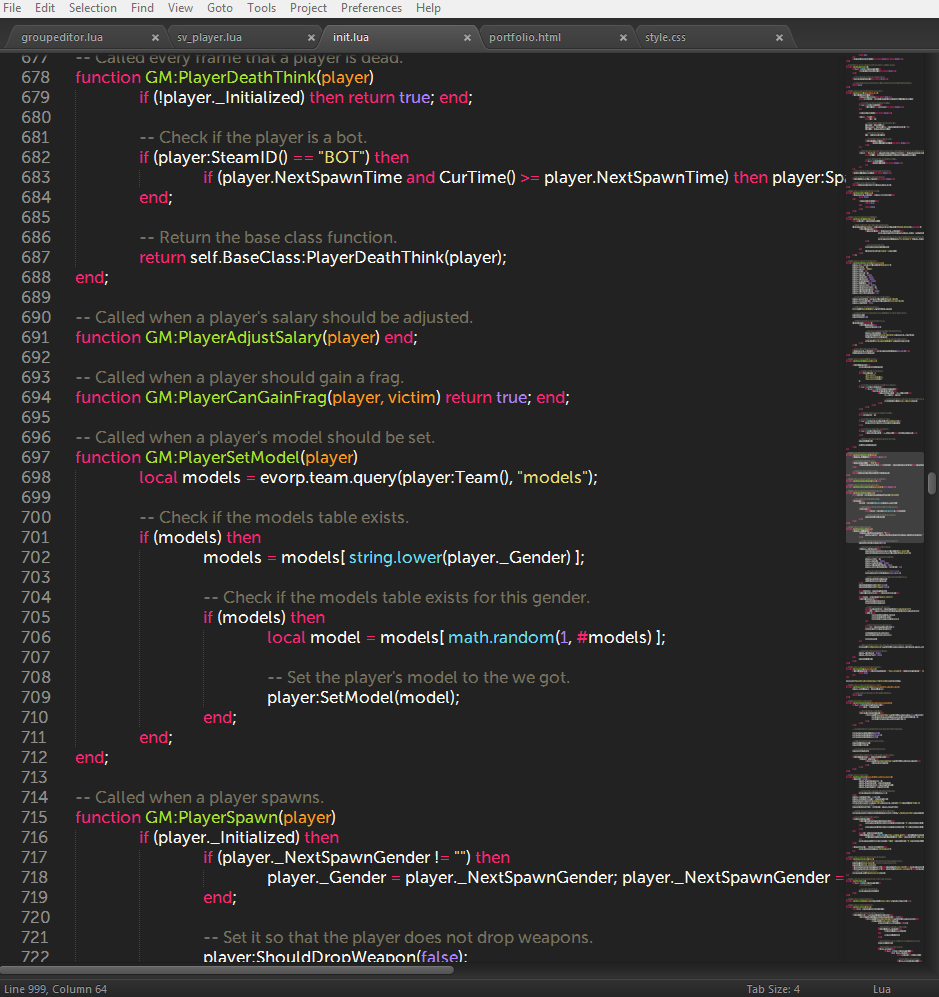 File Edit Selection Find View Goto Tools Project Preferences Help
groupeditor.lua × sv_player.lua × init.lua × portfolio.html × style.css ×
677 -- Called every frame that a player is dead.
678 function GM:PlayerDeathThink(player)
679 if (!player._Initialized) then return true; end;
680
681 -- Check if the player is a bot.
682 if (player:SteamID() == "BOT") then
683 if (player.NextSpawnTime and CurTime() >= player.NextSpawnTime) then player:Spa
684 end;
685
686 -- Return the base class function.
687 return self.BaseClass:PlayerDeathThink(player);
688 end;
689
690 -- Called when a player's salary should be adjusted.
691 function GM:PlayerAdjustSalary(player) end;
692
693 -- Called when a player should gain a frag.
694 function GM:PlayerCanGainFrag(player, victim) return true; end;
695
696 -- Called when a player's model should be set.
697 function GM:PlayerSetModel(player)
698 local models = evorp.team.query(player:Team(), "models");
699
700 -- Check if the models table exists.
701 if (models) then
702 models = models[ string.lower(player._Gender) ];
703
704 -- Check if the models table exists for this gender.
705 if (models) then
706 local model = models[ math.random(1, #models) ];
707
708 -- Set the player's model to the we got.
709 player:SetModel(model);
710 end;
711 end;
712 end;
713
714 -- Called when a player spawns.
715 function GM:PlayerSpawn(player)
716 if (player._Initialized) then
717 if (player._NextSpawnGender != "") then
718 player._Gender = player._NextSpawnGender; player._NextSpawnGender =
719 end;
720
721 -- Set it so that the player does not drop weapons.
722 player:ShouldDropWeapon(false);
Line 999, Column 64 Tab Size: 4 Lua